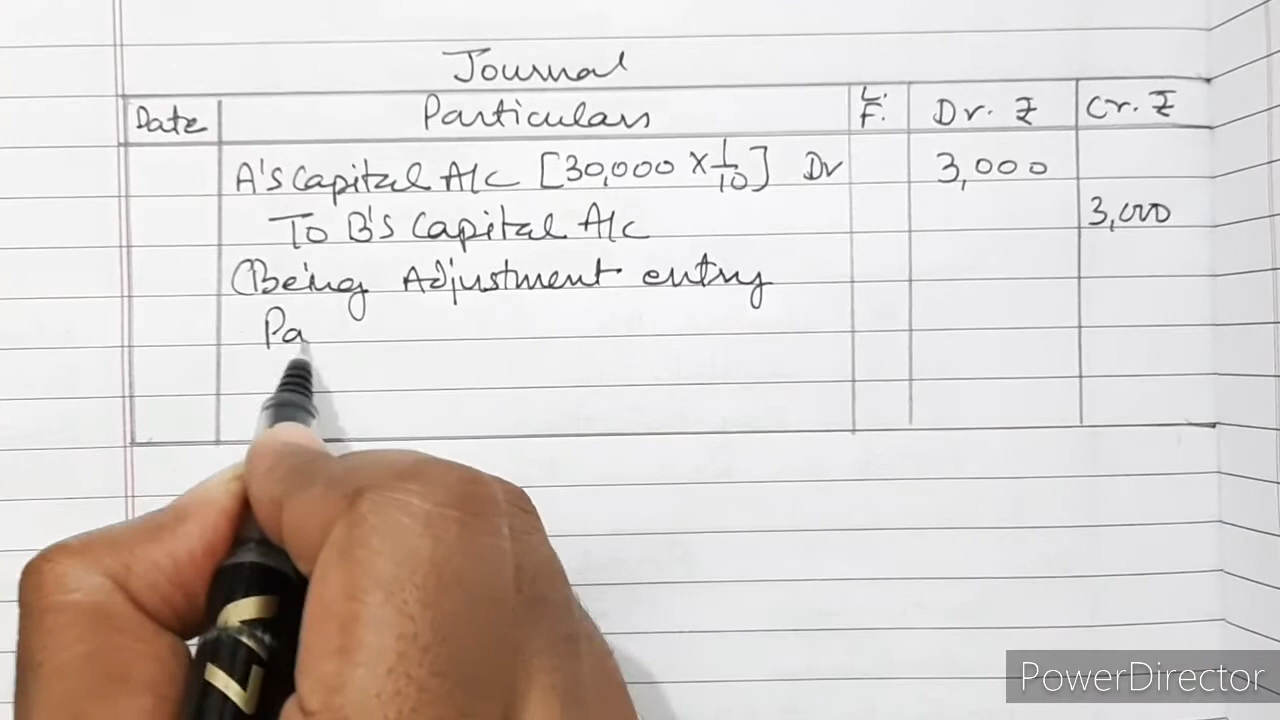 Journal
Date Particulars L.F. Dr. ₹ Cr. ₹
A's Capital A/c [30,000 × 1/10] Dr 3,000
To B's Capital A/c 3,000
(Being Adjustment entry
Pa
V7
PowerDirector